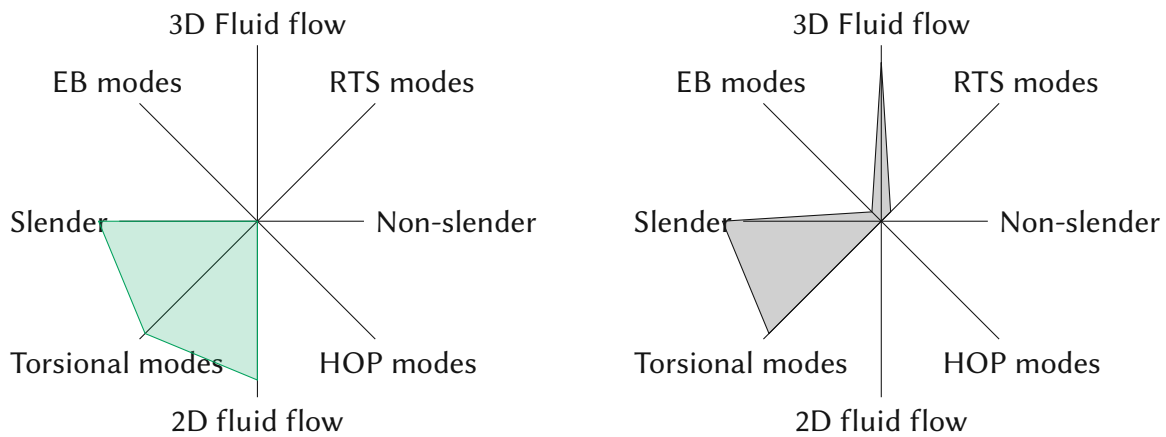 3D Fluid flow
EB modes
RTS modes
Slender
Non-slender
Torsional modes
HOP modes
2D fluid flow
3D Fluid flow
EB modes
RTS modes
Slender
Non-slender
Torsional modes
HOP modes
2D fluid flow